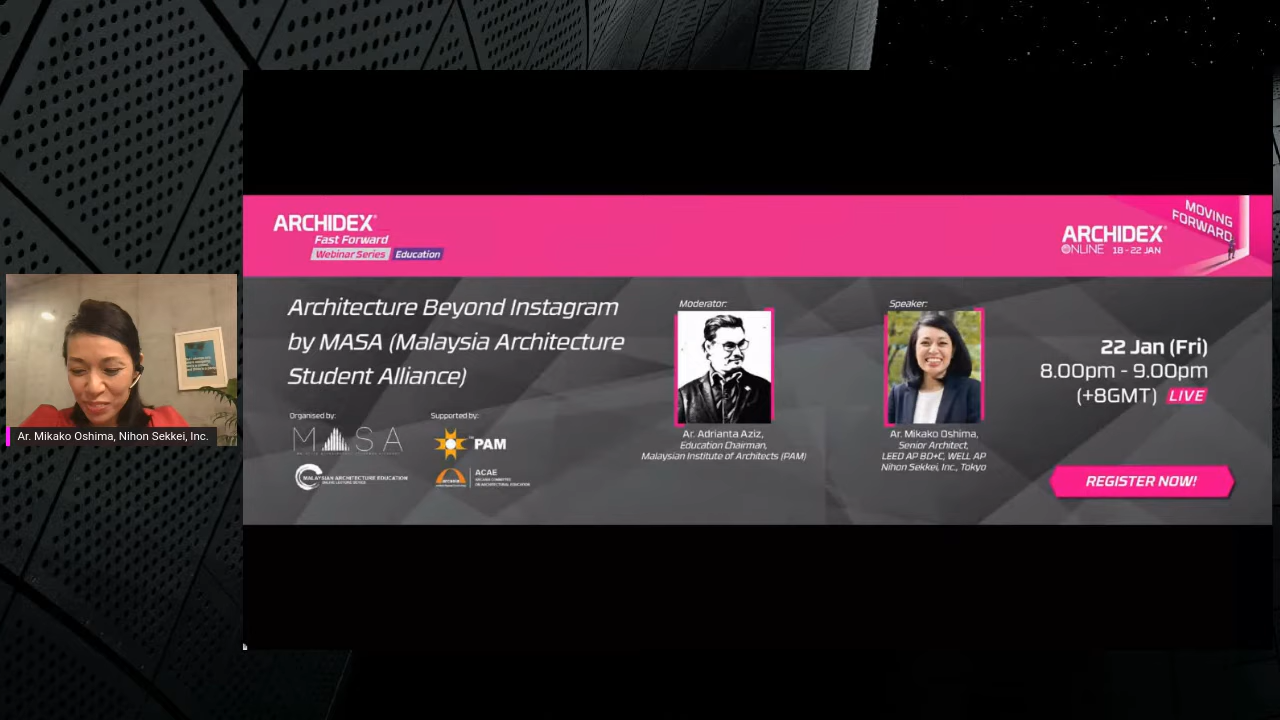 ARCHIDEX
Fast Forward
Webinar Series Education
MOVING
FORWARD
ARCHIDEX
ONLINE 18 - 22 JAN
Architecture Beyond Instagram
by MASA (Malaysia Architecture
Student Alliance)
Organised by:
Supported by:
MASA
PAM
MALAYSIAN ARCHITECTURE EDUCATION
ACAE
Moderator:
Ar. Adrianta Aziz,
Education Chairman,
Malaysian Institute of Architects (PAM)
Speaker:
Ar. Mikako Oshima,
Senior Architect,
LEED AP BD+C, WELL AP
Nihon Sekkei, Inc., Tokyo
22 Jan (Fri)
8.00pm - 9.00pm
(+8GMT) LIVE
REGISTER NOW!
Ar. Mikako Oshima, Nihon Sekkei, Inc.